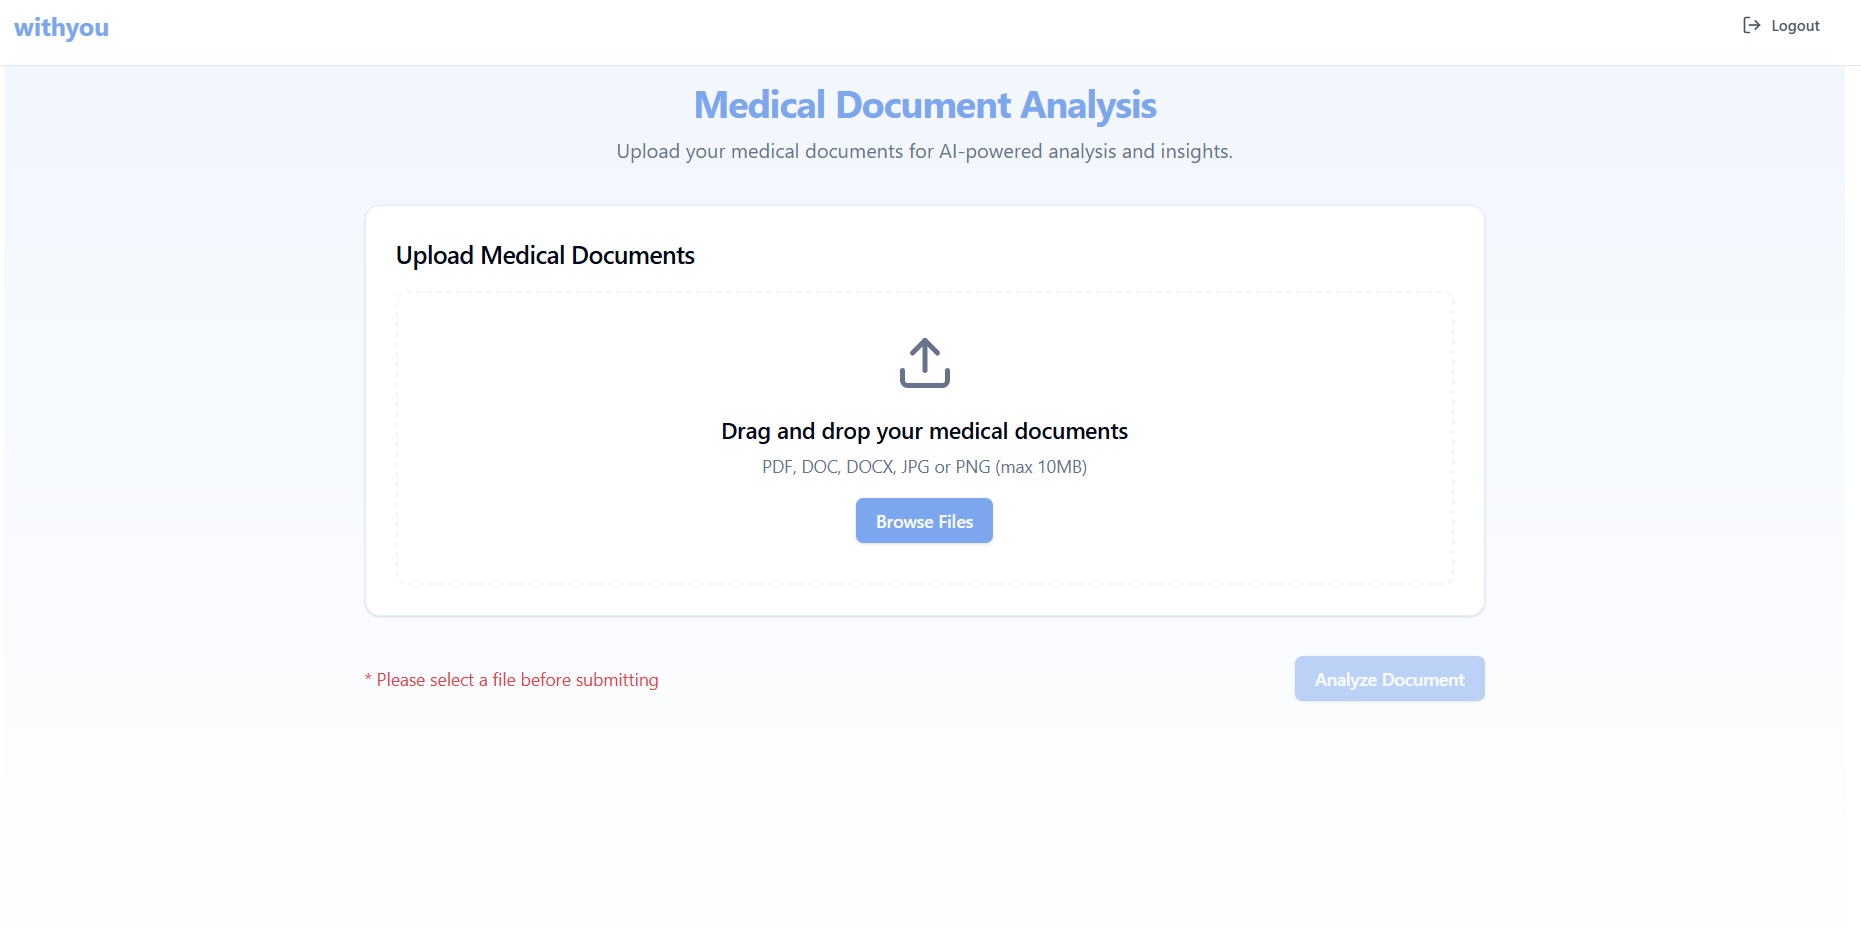 withyou
Logout
Medical Document Analysis
Upload your medical documents for AI-powered analysis and insights.
Upload Medical Documents
Drag and drop your medical documents
PDF, DOC, DOCX, JPG or PNG (max 10MB)
Browse Files
* Please select a file before submitting
Analyze Document